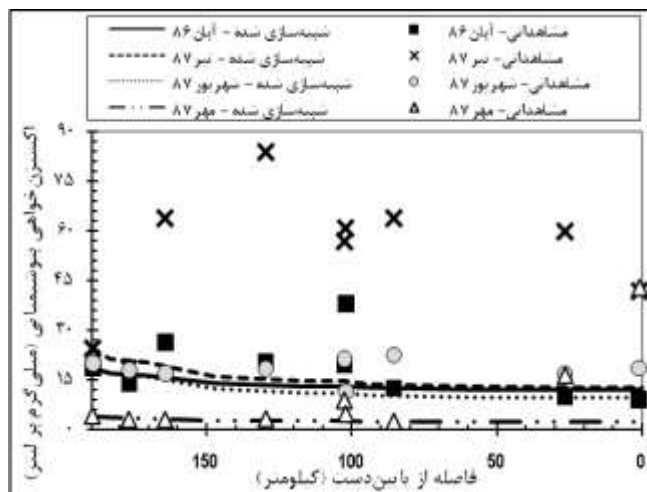 مشاهداتی- آبان ۸۶ شبیه‌سازی شده - آبان ۸۶
مشاهداتی- تیر ۸۷ شبیه‌سازی شده - تیر ۸۷
مشاهداتی- شهریور ۸۷ شبیه‌سازی شده - شهریور ۸۷
مشاهداتی- مهر ۸۷ شبیه‌سازی شده - مهر ۸۷
اکسیژن خواهی بیوشیمیایی (میلی گرم بر لیتر)
۹۰
۷۵
۶۰
۴۵
۳۰
۱۵
۰
150 100 50 0
فاصله از پایین‌دست (کیلومتر)